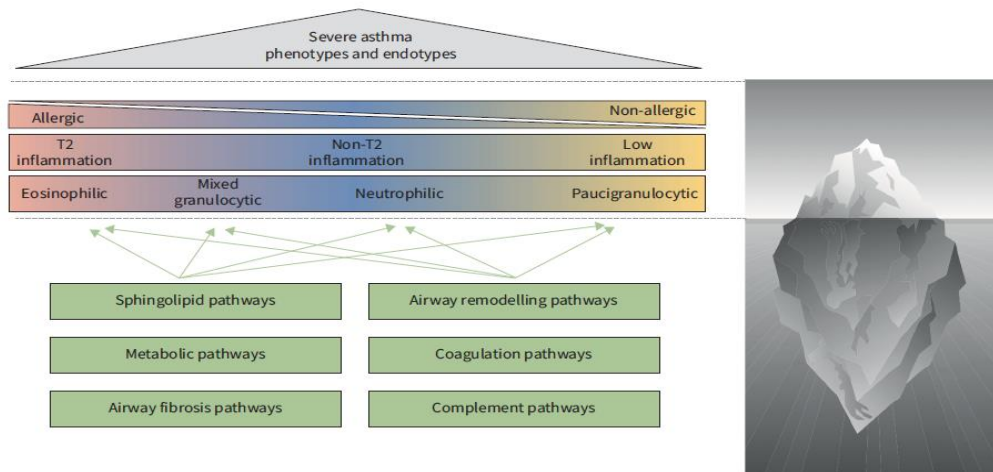 Severe asthma
phenotypes and endotypes
Allergic
Non-allergic
T2
inflammation
Non-T2
inflammation
Low
inflammation
Eosinophilic
Mixed
granulocytic
Neutrophilic
Paucigranulocytic
Sphingolipid pathways
Airway remodelling pathways
Metabolic pathways
Coagulation pathways
Airway fibrosis pathways
Complement pathways